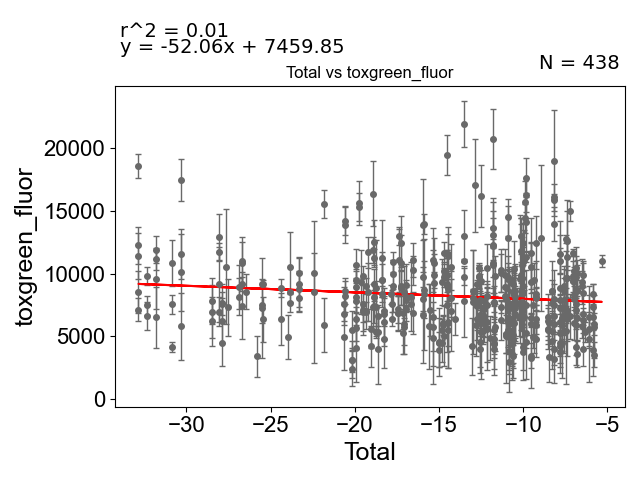 r^2 = 0.01
y = -52.06x + 7459.85
N = 438
Total vs toxgreen_fluor
toxgreen_fluor
20000
15000
10000
5000
0
−30
−25
−20
−15
−10
−5
Total